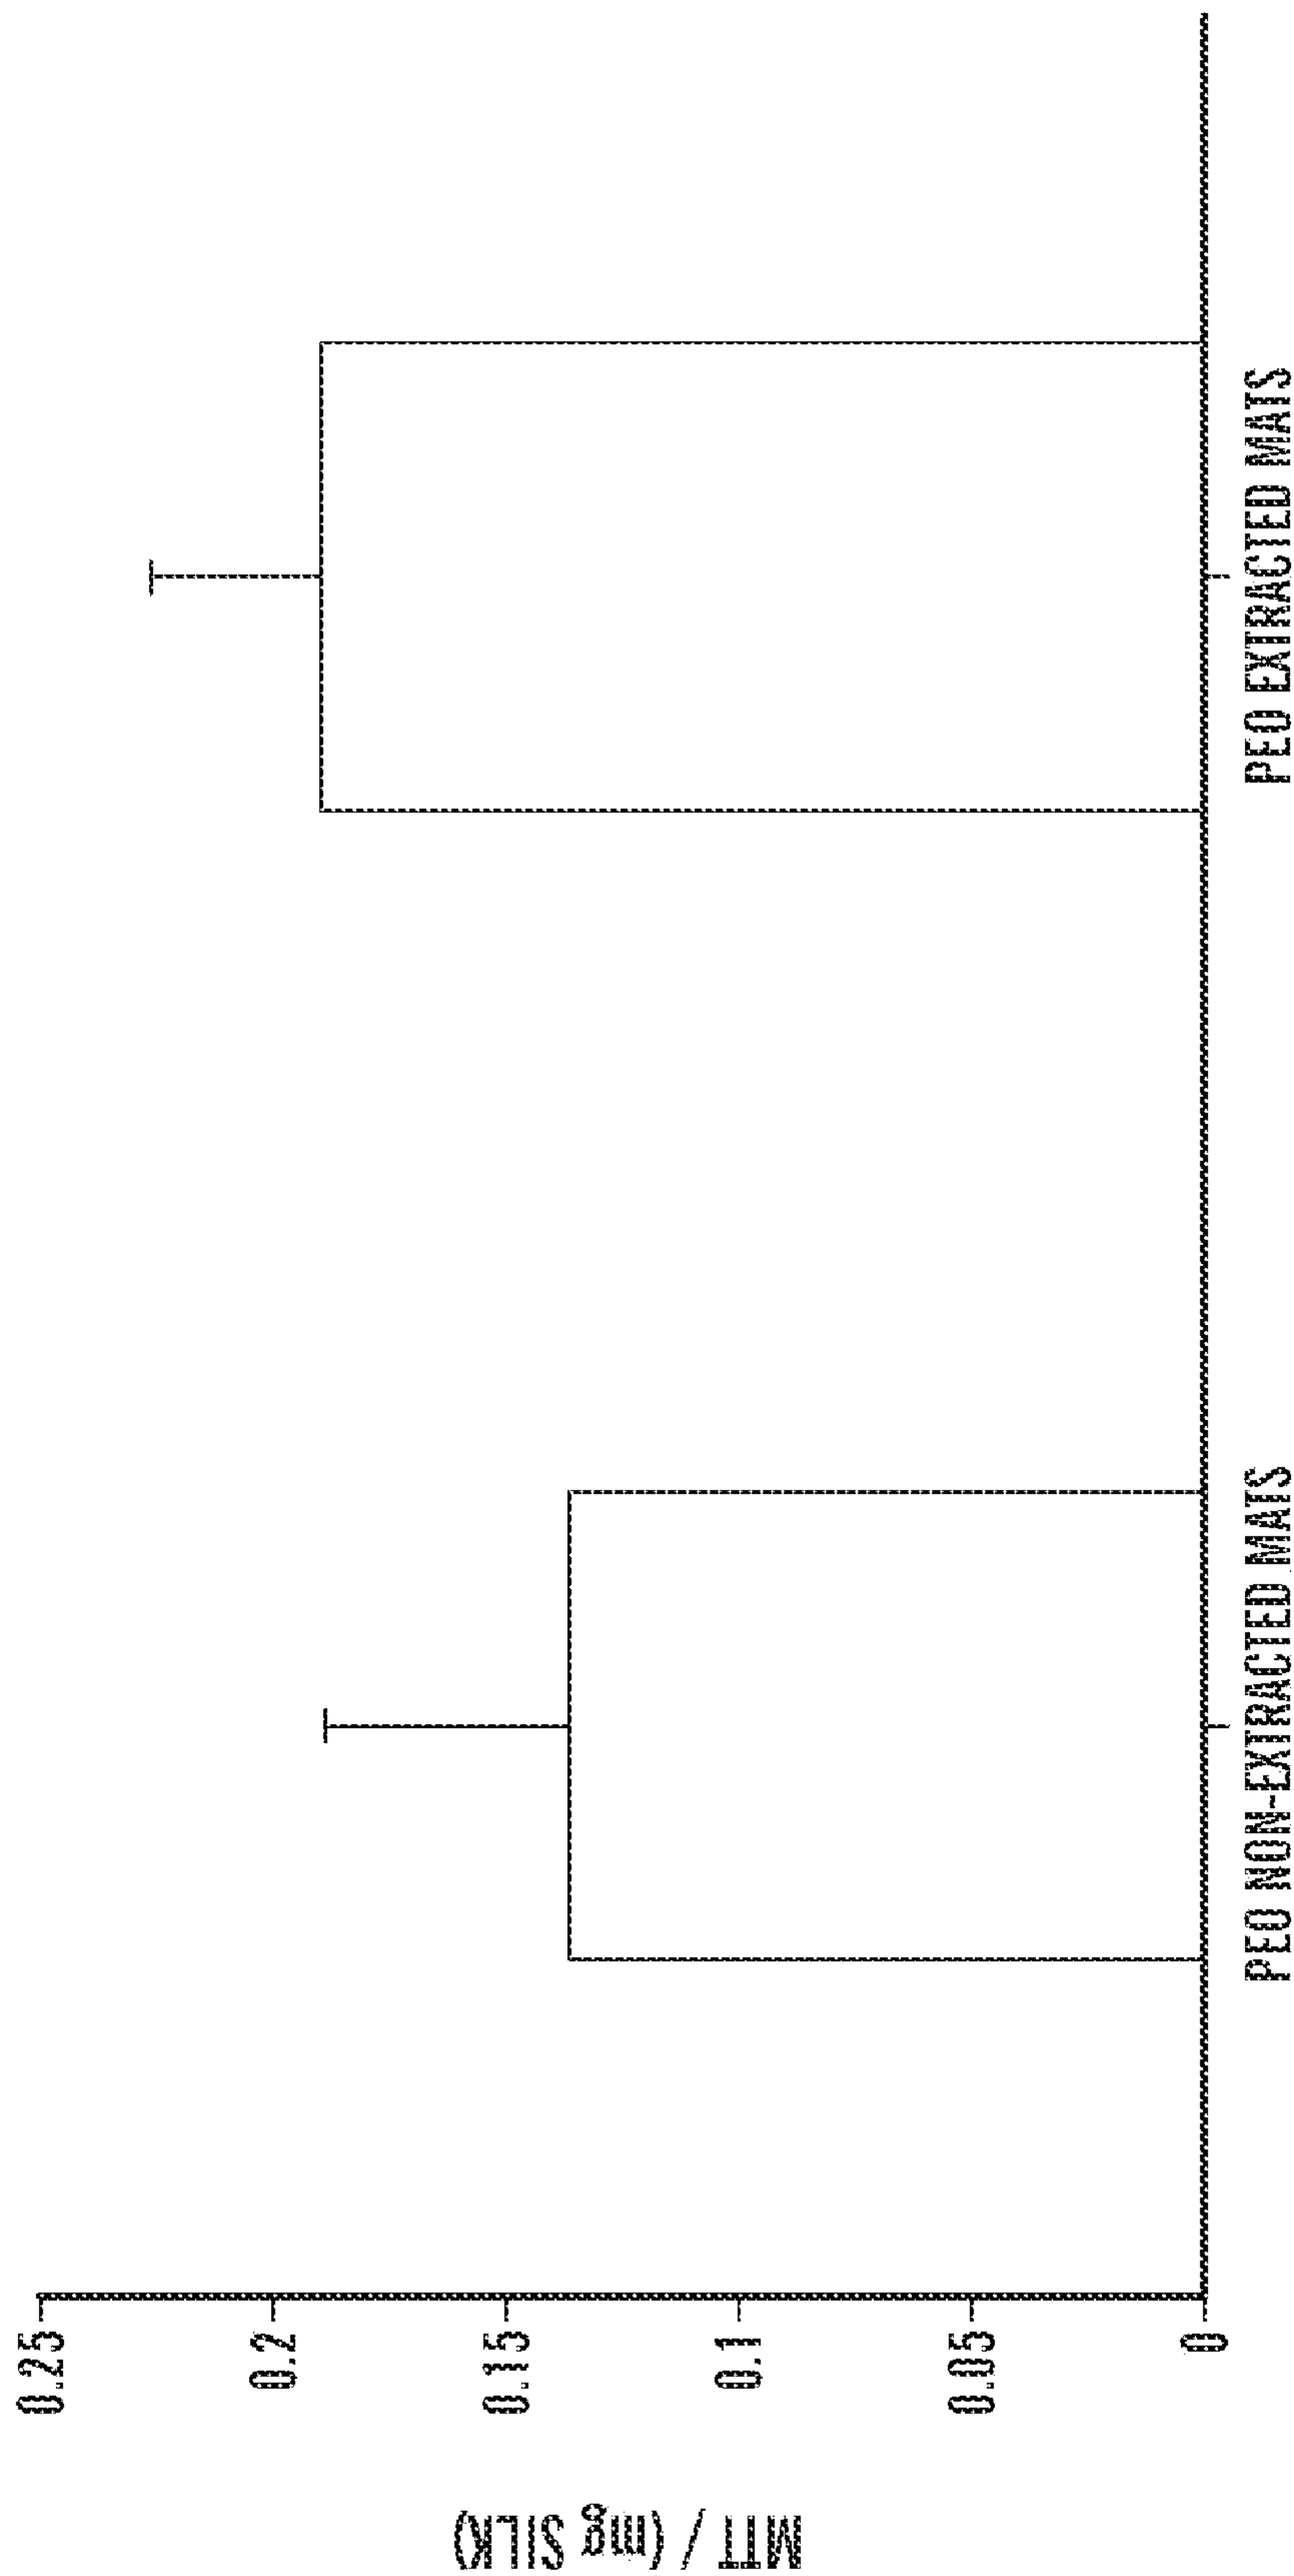 MTT / (mg SILK)
0.25
0.2
0.15
0.1
0.05
0
PEO NON-EXTRACTED MATS
PEO EXTRACTED MATS